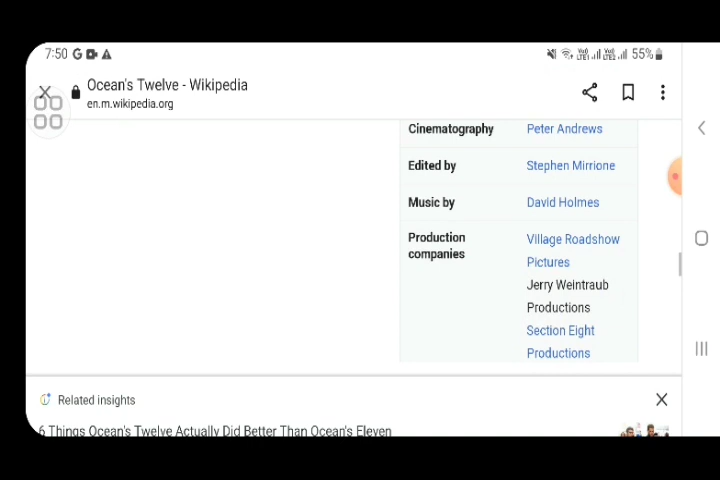 7:50 G
55%
Ocean's Twelve - Wikipedia
en.m.wikipedia.org
Cinematography Peter Andrews
Edited by Stephen Mirrione
Music by David Holmes
Production companies Village Roadshow Pictures
Jerry Weintraub Productions
Section Eight Productions
Related insights
6 Things Ocean's Twelve Actually Did Better Than Ocean's Eleven